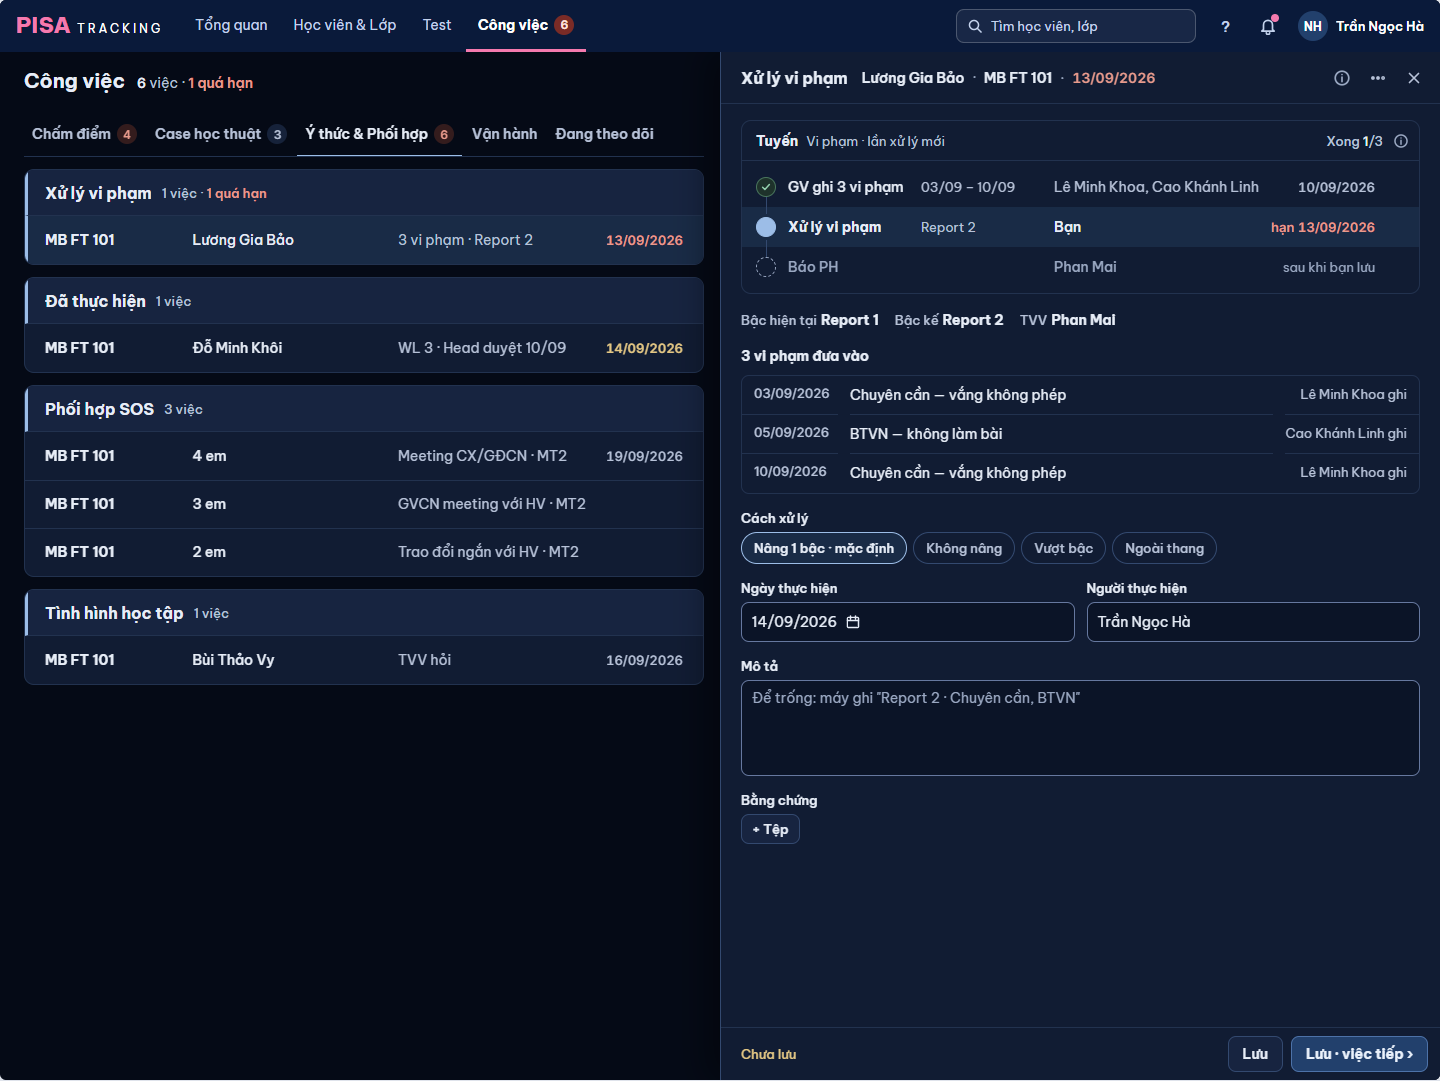 PISA TRACKING
Tổng quan
Học viên & Lớp
Test
Công việc 6
Tìm học viên, lớp
?
NH
Trần Ngọc Hà
Công việc 6 việc · 1 quá hạn
Chấm điểm 4
Case học thuật 3
Ý thức & Phối hợp 6
Vận hành
Đang theo dõi
Xử lý vi phạm 1 việc · 1 quá hạn
MB FT 101 Lương Gia Bảo 3 vi phạm · Report 2 13/09/2026
Đã thực hiện 1 việc
MB FT 101 Đỗ Minh Khôi WL 3 · Head duyệt 10/09 14/09/2026
Phối hợp SOS 3 việc
MB FT 101 4 em Meeting CX/GĐCN · MT2 19/09/2026
MB FT 101 3 em GVCN meeting với HV · MT2
MB FT 101 2 em Trao đổi ngắn với HV · MT2
Tình hình học tập 1 việc
MB FT 101 Bùi Thảo Vy TVV hỏi 16/09/2026
Xử lý vi phạm Lương Gia Bảo · MB FT 101 · 13/09/2026
Tuyến Vi phạm · lần xử lý mới Xong 1/3
GV ghi 3 vi phạm 03/09 – 10/09 Lê Minh Khoa, Cao Khánh Linh 10/09/2026
Xử lý vi phạm Report 2 Bạn hạn 13/09/2026
Báo PH Phan Mai sau khi bạn lưu
Bậc hiện tại Report 1 Bậc kế Report 2 TVV Phan Mai
3 vi phạm đưa vào
03/09/2026 Chuyên cần — vắng không phép Lê Minh Khoa ghi
05/09/2026 BTVN — không làm bài Cao Khánh Linh ghi
10/09/2026 Chuyên cần — vắng không phép Lê Minh Khoa ghi
Cách xử lý
Nâng 1 bậc · mặc định
Không nâng
Vượt bậc
Ngoài thang
Ngày thực hiện Người thực hiện
14/09/2026 Trần Ngọc Hà
Mô tả
Để trống: máy ghi "Report 2 · Chuyên cần, BTVN"
Bằng chứng
+ Tệp
Chưa lưu
Lưu
Lưu · việc tiếp ›